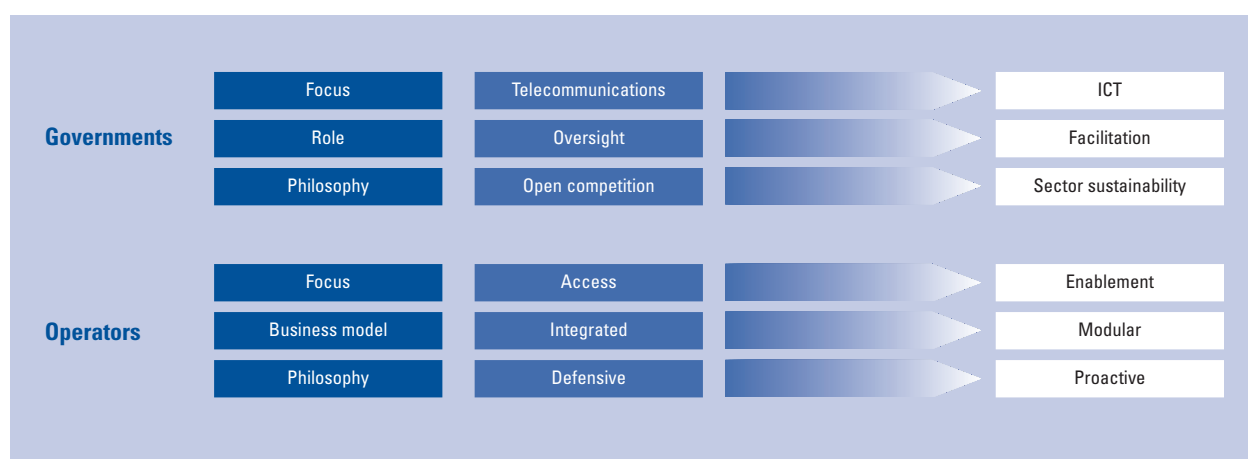 Focus Telecommunications ICT
Governments Role Oversight Facilitation
Philosophy Open competition Sector sustainability
Focus Access Enablement
Operators Business model Integrated Modular
Philosophy Defensive Proactive